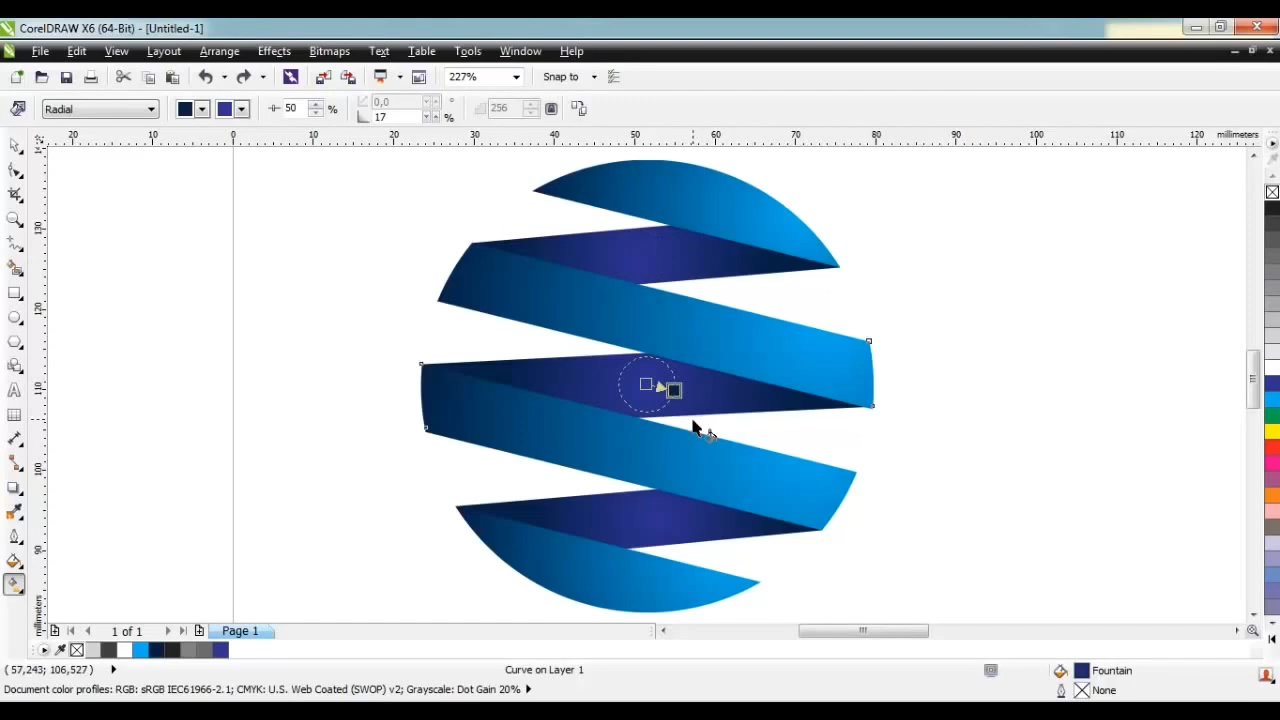 CorelDRAW X6 (64-Bit) - [Untitled-1]
File Edit View Layout Arrange Effects Bitmaps Text Table Tools Window Help
227% Snap to
Radial 50 % 0,0 ° 17 % 256
20 0 10 20 30 40 50 60 70 80 90 100 110 120 millimeters
130
120
110
100
90
millimeters
1 of 1 Page 1
( 57,243; 106,527 ) Curve on Layer 1 Fountain
Document color profiles: RGB: sRGB IEC61966-2.1; CMYK: U.S. Web Coated (SWOP) v2; Grayscale: Dot Gain 20% None